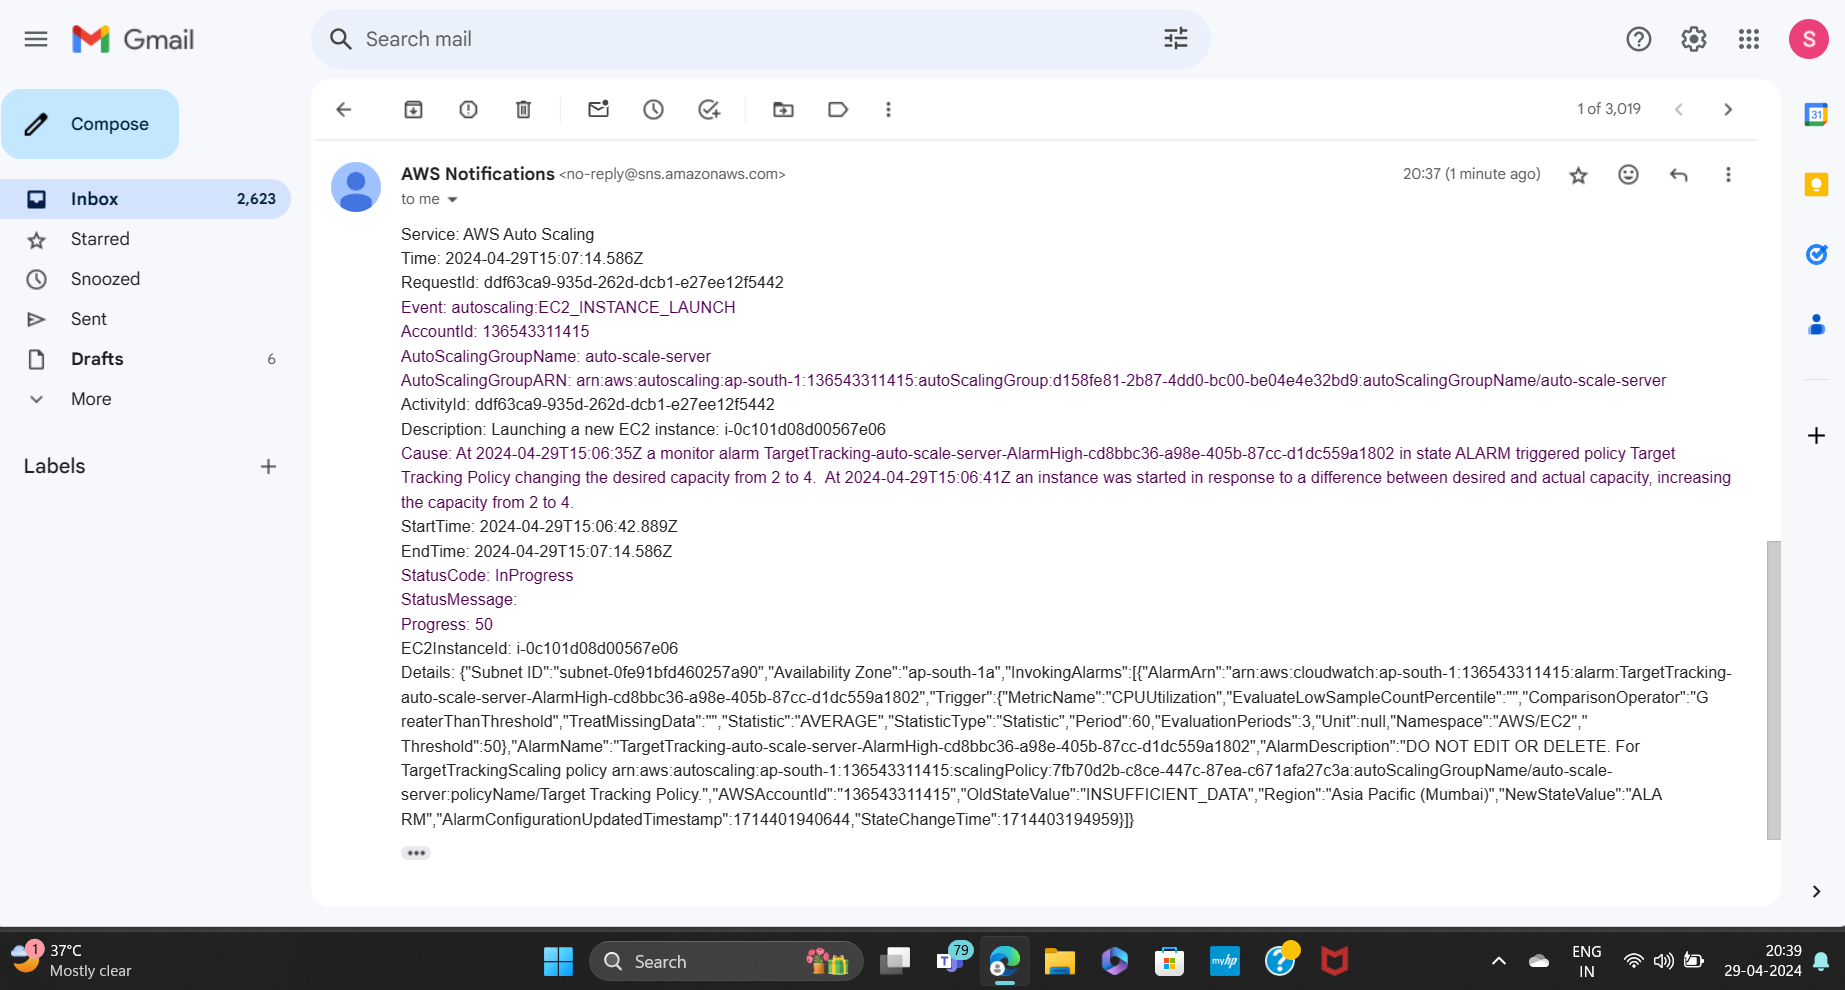 Gmail
Search mail
S
Compose
1 of 3,019
31
Inbox 2,623
Starred
Snoozed
Sent
Drafts 6
More
Labels
AWS Notifications <no-reply@sns.amazonaws.com>
20:37 (1 minute ago)
to me
Service: AWS Auto Scaling
Time: 2024-04-29T15:07:14.586Z
RequestId: ddf63ca9-935d-262d-dcb1-e27ee12f5442
Event: autoscaling:EC2_INSTANCE_LAUNCH
AccountId: 136543311415
AutoScalingGroupName: auto-scale-server
AutoScalingGroupARN: arn:aws:autoscaling:ap-south-1:136543311415:autoScalingGroup:d158fe81-2b87-4dd0-bc00-be04e4e32bd9:autoScalingGroupName/auto-scale-server
ActivityId: ddf63ca9-935d-262d-dcb1-e27ee12f5442
Description: Launching a new EC2 instance: i-0c101d08d00567e06
Cause: At 2024-04-29T15:06:35Z a monitor alarm TargetTracking-auto-scale-server-AlarmHigh-cd8bbc36-a98e-405b-87cc-d1dc559a1802 in state ALARM triggered policy Target
Tracking Policy changing the desired capacity from 2 to 4.  At 2024-04-29T15:06:41Z an instance was started in response to a difference between desired and actual capacity, increasing
the capacity from 2 to 4.
StartTime: 2024-04-29T15:06:42.889Z
EndTime: 2024-04-29T15:07:14.586Z
StatusCode: InProgress
StatusMessage:
Progress: 50
EC2InstanceId: i-0c101d08d00567e06
Details: {"Subnet ID":"subnet-0fe91bfd460257a90","Availability Zone":"ap-south-1a","InvokingAlarms":[{"AlarmArn":"arn:aws:cloudwatch:ap-south-1:136543311415:alarm:TargetTracking-
auto-scale-server-AlarmHigh-cd8bbc36-a98e-405b-87cc-d1dc559a1802","Trigger":{"MetricName":"CPUUtilization","EvaluateLowSampleCountPercentile":"","ComparisonOperator":"G
reaterThanThreshold","TreatMissingData":"","Statistic":"AVERAGE","StatisticType":"Statistic","Period":60,"EvaluationPeriods":3,"Unit":null,"Namespace":"AWS/EC2","
Threshold":50},"AlarmName":"TargetTracking-auto-scale-server-AlarmHigh-cd8bbc36-a98e-405b-87cc-d1dc559a1802","AlarmDescription":"DO NOT EDIT OR DELETE. For
TargetTrackingScaling policy arn:aws:autoscaling:ap-south-1:136543311415:scalingPolicy:7fb70d2b-c8ce-447c-87ea-c671afa27c3a:autoScalingGroupName/auto-scale-
server:policyName/Target Tracking Policy.","AWSAccountId":"136543311415","OldStateValue":"INSUFFICIENT_DATA","Region":"Asia Pacific (Mumbai)","NewStateValue":"ALA
RM","AlarmConfigurationUpdatedTimestamp":1714401940644,"StateChangeTime":1714403194959}]}
1
37°C
Mostly clear
Search
T
79
myhp
ENG
IN
20:39
29-04-2024